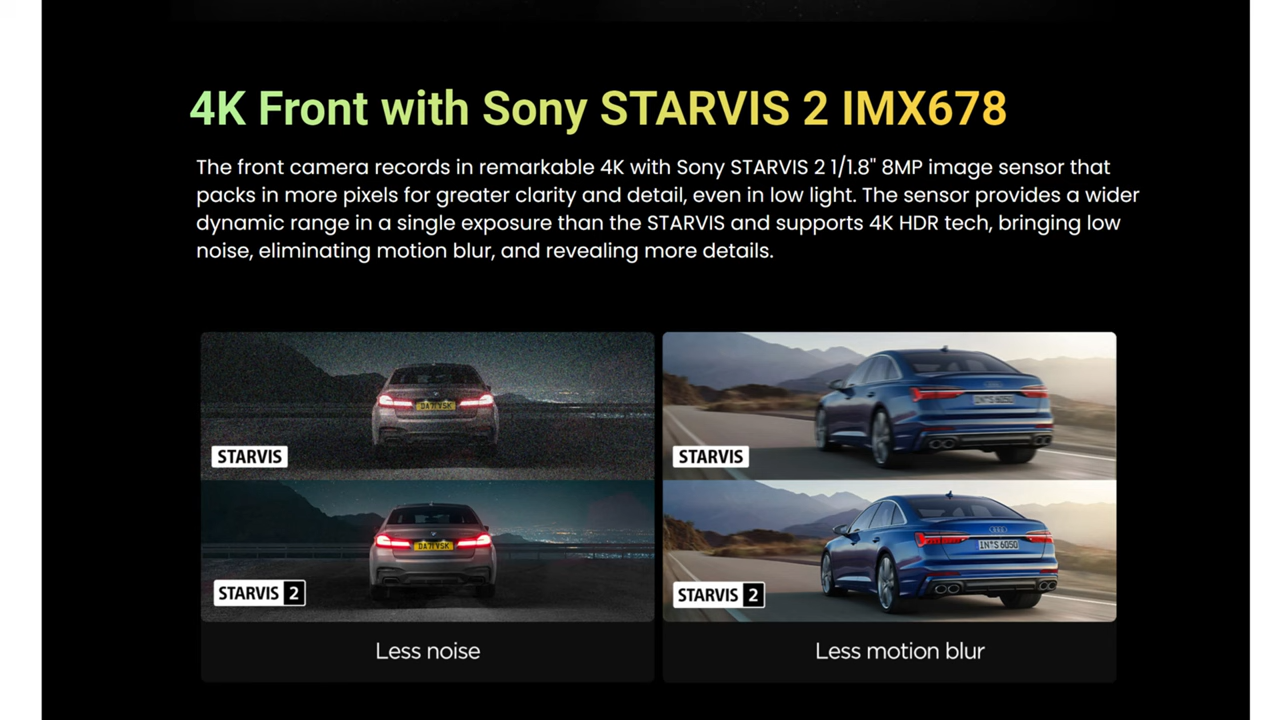 4K Front with Sony STARVIS 2 IMX678
The front camera records in remarkable 4K with Sony STARVIS 2 1/1.8" 8MP image sensor that
packs in more pixels for greater clarity and detail, even in low light. The sensor provides a wider
dynamic range in a single exposure than the STARVIS and supports 4K HDR tech, bringing low
noise, eliminating motion blur, and revealing more details.
STARVIS
STARVIS
STARVIS 2
IN·S 6050
STARVIS 2
Less noise
Less motion blur